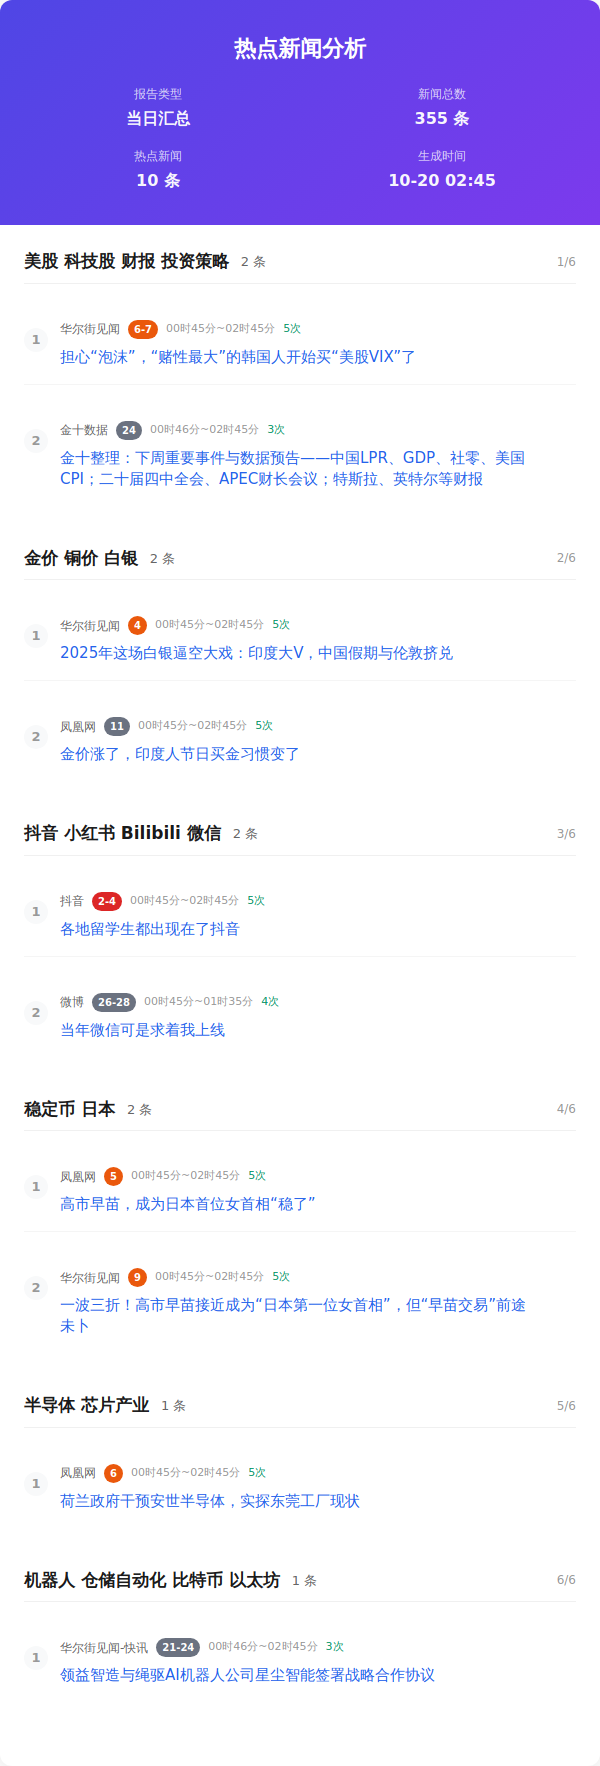 热点新闻分析
报告类型
当日汇总
新闻总数
355 条
热点新闻
10 条
生成时间
10-20 02:45
美股 科技股 财报 投资策略 2 条 1/6
1 华尔街见闻 6-7 00时45分~02时45分 5次
担心“泡沫”，“赌性最大”的韩国人开始买“美股VIX”了
2 金十数据 24 00时46分~02时45分 3次
金十整理：下周重要事件与数据预告——中国LPR、GDP、社零、美国
CPI；二十届四中全会、APEC财长会议；特斯拉、英特尔等财报
金价 铜价 白银 2 条 2/6
1 华尔街见闻 4 00时45分~02时45分 5次
2025年这场白银逼空大戏：印度大V，中国假期与伦敦挤兑
2 凤凰网 11 00时45分~02时45分 5次
金价涨了，印度人节日买金习惯变了
抖音 小红书 Bilibili 微信 2 条 3/6
1 抖音 2-4 00时45分~02时45分 5次
各地留学生都出现在了抖音
2 微博 26-28 00时45分~01时35分 4次
当年微信可是求着我上线
稳定币 日本 2 条 4/6
1 凤凰网 5 00时45分~02时45分 5次
高市早苗，成为日本首位女首相“稳了”
2 华尔街见闻 9 00时45分~02时45分 5次
一波三折！高市早苗接近成为“日本第一位女首相”，但“早苗交易”前途
未卜
半导体 芯片产业 1 条 5/6
1 凤凰网 6 00时45分~02时45分 5次
荷兰政府干预安世半导体，实探东莞工厂现状
机器人 仓储自动化 比特币 以太坊 1 条 6/6
1 华尔街见闻-快讯 21-24 00时46分~02时45分 3次
领益智造与绳驱AI机器人公司星尘智能签署战略合作协议